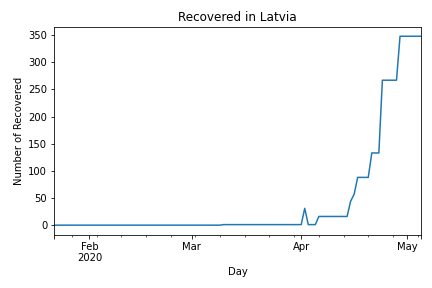 Recovered in Latvia
Number of Recovered
350
300
250
200
150
100
50
0
Feb
2020
Mar
Apr
May
Day